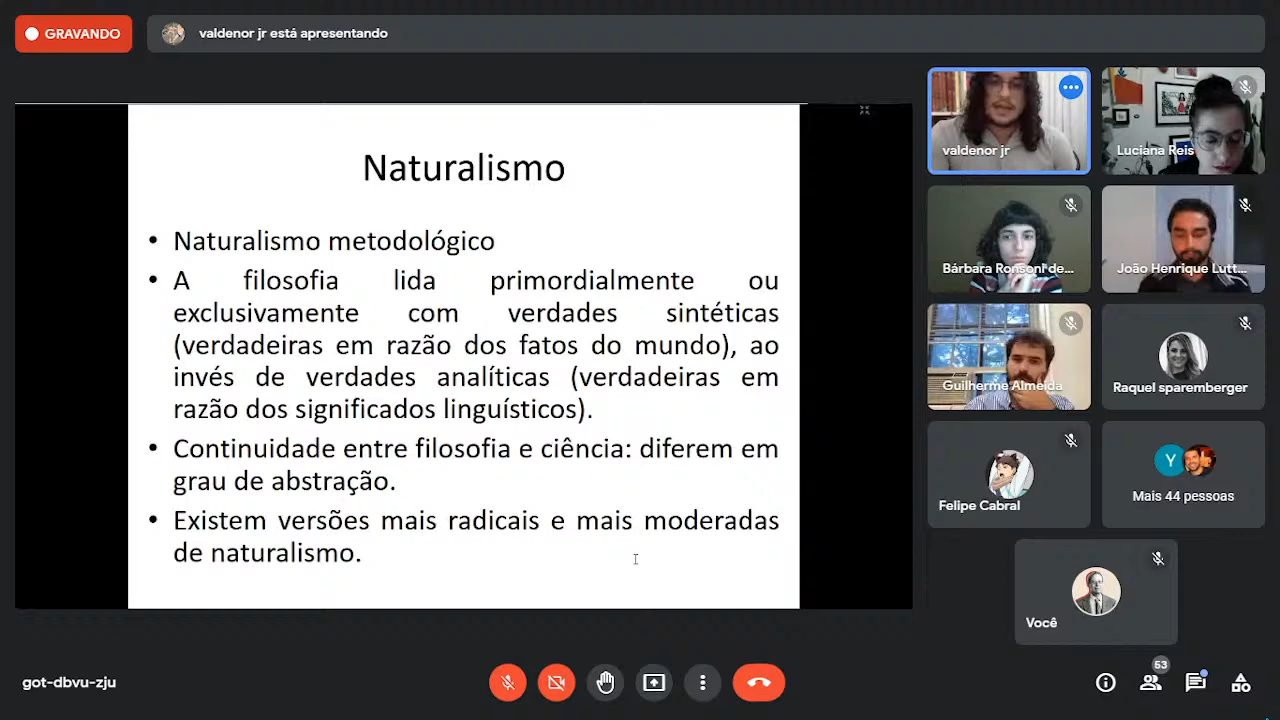 GRAVANDO
valdenor jr está apresentando
Naturalismo
• Naturalismo metodológico
• A filosofia lida primordialmente ou
exclusivamente com verdades sintéticas
(verdadeiras em razão dos fatos do mundo), ao
invés de verdades analíticas (verdadeiras em
razão dos significados linguísticos).
• Continuidade entre filosofia e ciência: diferem em
grau de abstração.
• Existem versões mais radicais e mais moderadas
de naturalismo.
valdenor jr
Luciana Reis
Bárbara Ronsoni de...
João Henrique Lutt...
Guilherme Almeida
Raquel sparemberger
Felipe Cabral
Y
Mais 44 pessoas
Você
got-dbvu-zju
53